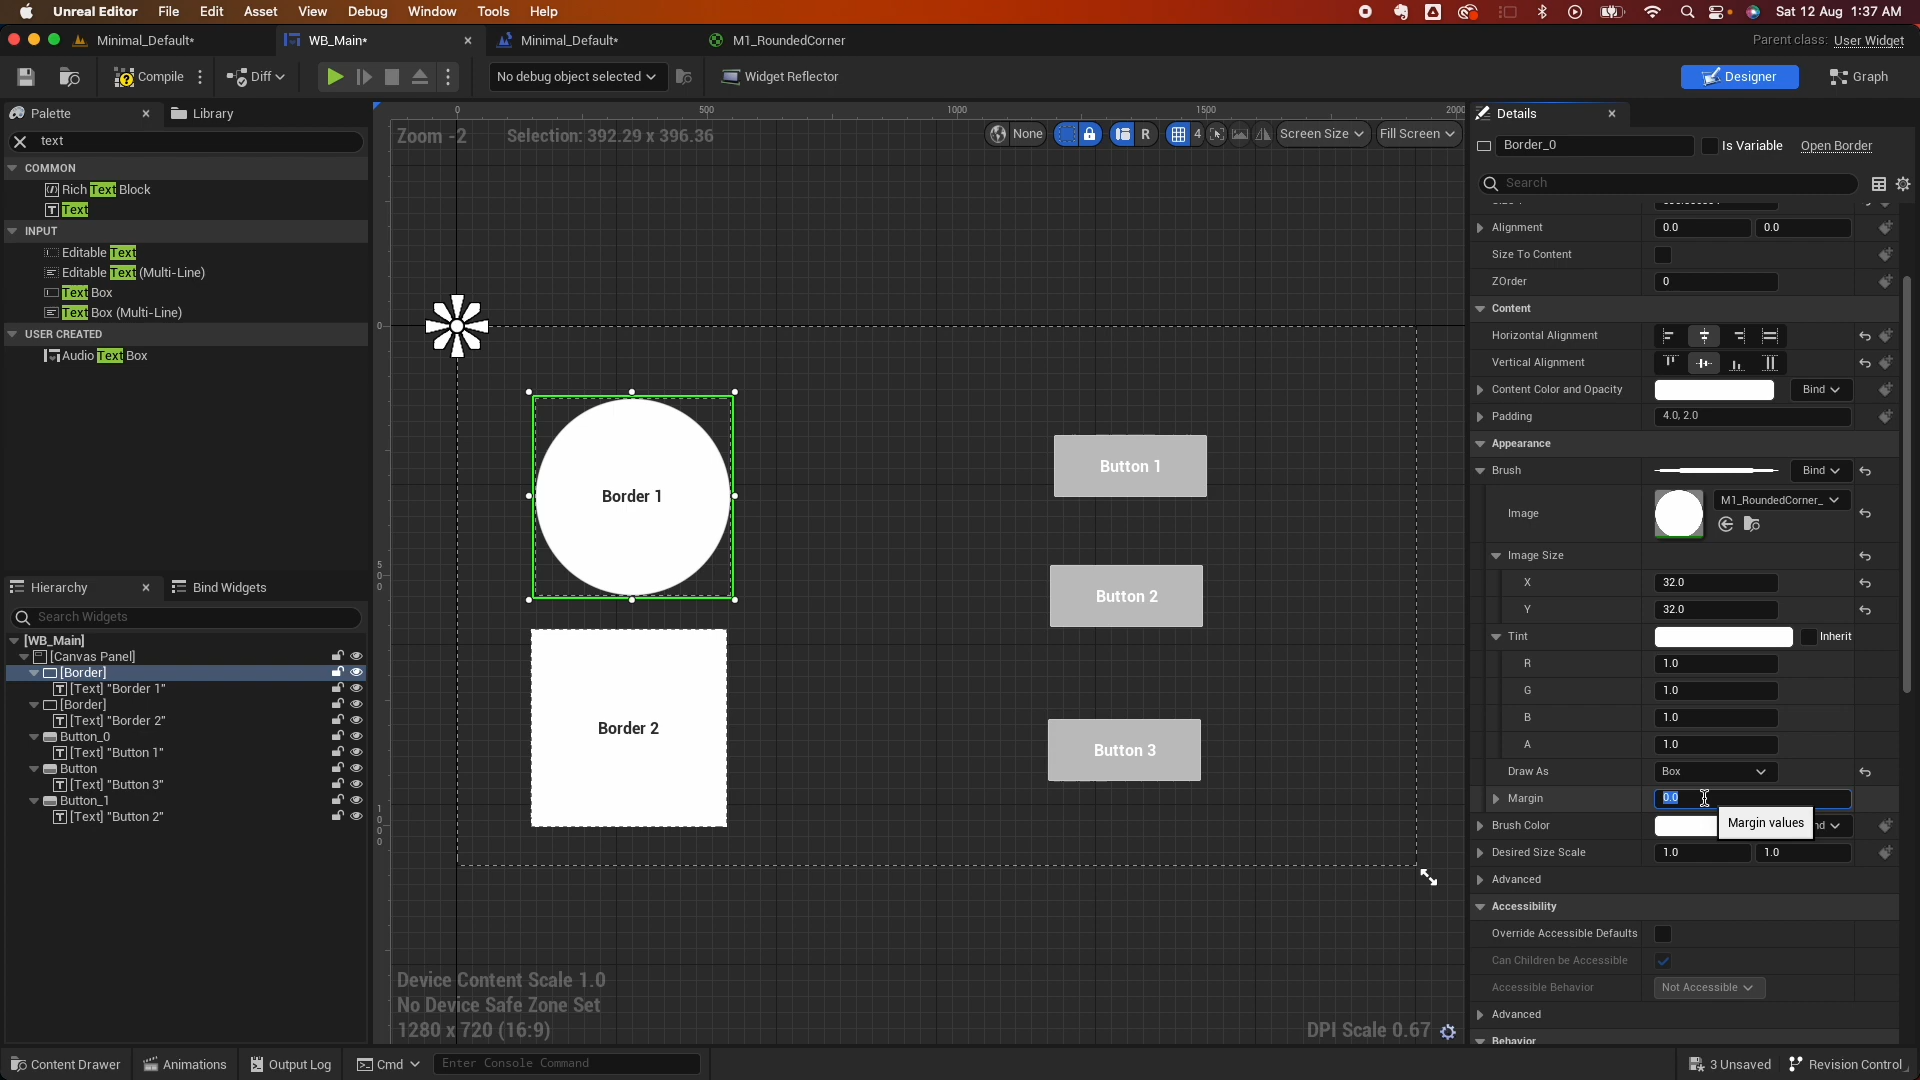 Unreal Editor File Edit Asset View Debug Window Tools Help Sat 12 Aug 1:37 AM
Minimal_Default* WB_Main* Minimal_Default* M1_RoundedCorner Parent class: User Widget
Compile Diff No debug object selected Widget Reflector Designer Graph
Palette Library
text
COMMON
Rich Text Block
Text
INPUT
Editable Text
Editable Text (Multi-Line)
Text Box
Text Box (Multi-Line)
USER CREATED
Audio Text Box
Hierarchy Bind Widgets
Search Widgets
[WB_Main]
[Canvas Panel]
[Border]
[Text] "Border 1"
[Border]
[Text] "Border 2"
Button_0
[Text] "Button 1"
Button
[Text] "Button 3"
Button_1
[Text] "Button 2"
0 500 1000 1500 2000
Zoom -2 Selection: 392.29 x 396.36 None R 4 Screen Size Fill Screen
0
500
1000
Border 1
Border 2
Button 1
Button 2
Button 3
Device Content Scale 1.0
No Device Safe Zone Set
1280 x 720 (16:9) DPI Scale 0.67
Details
Border_0 Is Variable Open Border
Search
Alignment 0.0 0.0
Size To Content
ZOrder 0
Content
Horizontal Alignment
Vertical Alignment
Content Color and Opacity Bind
Padding 4.0, 2.0
Appearance
Brush Bind
Image M1_RoundedCorner_
Image Size
X 32.0
Y 32.0
Tint Inherit
R 1.0
G 1.0
B 1.0
A 1.0
Draw As Box
Margin 0.0
Margin values
Brush Color
Desired Size Scale 1.0 1.0
Advanced
Accessibility
Override Accessible Defaults
Can Children be Accessible
Accessible Behavior Not Accessible
Advanced
Behavior
Content Drawer Animations Output Log Cmd Enter Console Command 3 Unsaved Revision Control